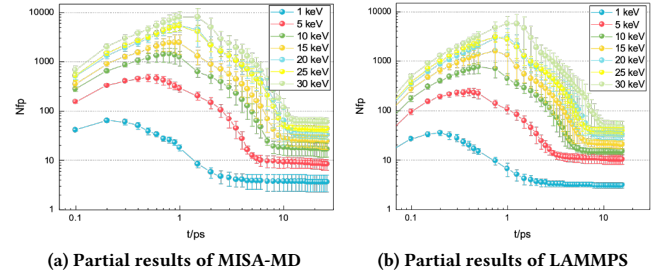 10000
1000
100
10
1
Nfp
0.1
1
10
t/ps
1 keV
5 keV
10 keV
15 keV
20 keV
25 keV
30 keV
(a) Partial results of MISA-MD
10000
1000
100
10
1
Nfp
0.1
1
10
t/ps
1 keV
5 keV
10 keV
15 keV
20 keV
25 keV
30 keV
(b) Partial results of LAMMPS